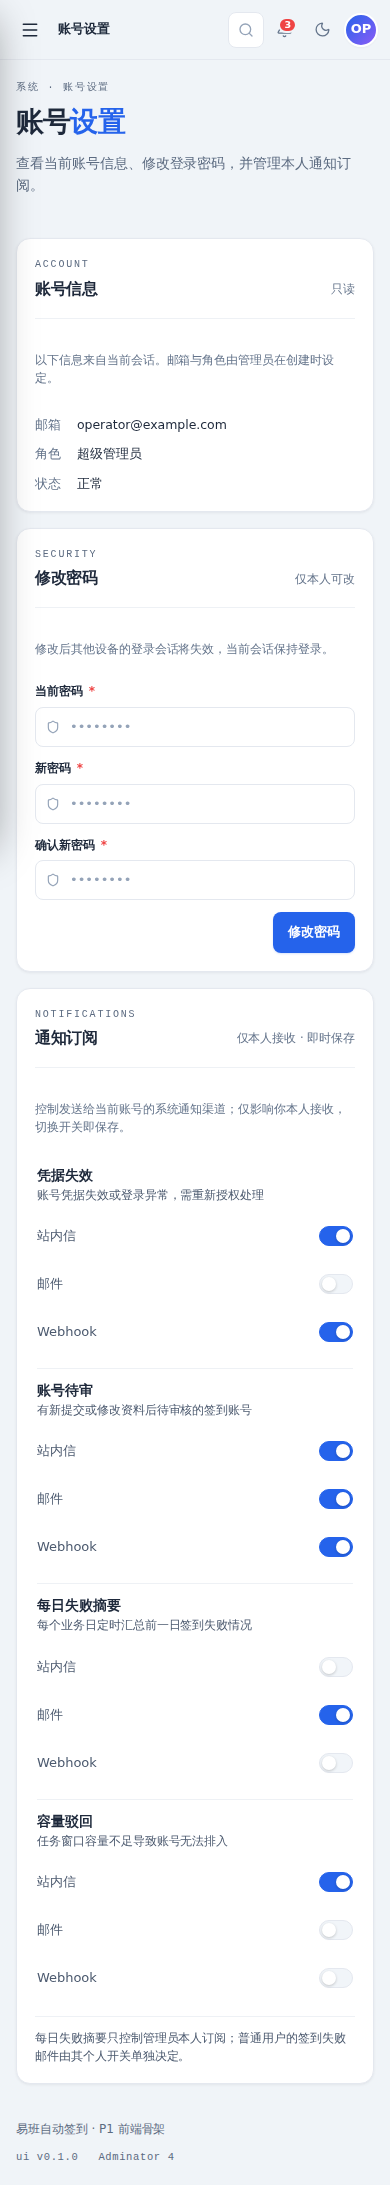 账号设置
3
OP
系统 · 账号设置
账号设置
查看当前账号信息、修改登录密码，并管理本人通知订
阅。
ACCOUNT
账号信息
只读
以下信息来自当前会话。邮箱与角色由管理员在创建时设
定。
邮箱 operator@example.com
角色 超级管理员
状态 正常
SECURITY
修改密码
仅本人可改
修改后其他设备的登录会话将失效，当前会话保持登录。
当前密码 *
••••••••
新密码 *
••••••••
确认新密码 *
••••••••
修改密码
NOTIFICATIONS
通知订阅
仅本人接收 · 即时保存
控制发送给当前账号的系统通知渠道；仅影响你本人接收，
切换开关即保存。
凭据失效
账号凭据失效或登录异常，需重新授权处理
站内信
邮件
Webhook
账号待审
有新提交或修改资料后待审核的签到账号
站内信
邮件
Webhook
每日失败摘要
每个业务日定时汇总前一日签到失败情况
站内信
邮件
Webhook
容量驳回
任务窗口容量不足导致账号无法排入
站内信
邮件
Webhook
每日失败摘要只控制管理员本人订阅；普通用户的签到失败
邮件由其个人开关单独决定。
易班自动签到 · P1 前端骨架
ui v0.1.0 Adminator 4